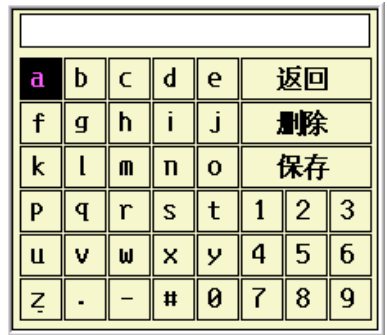 a b c d e 返回
f g h i j 删除
k l m n o 保存
p q r s t 1 2 3
u v w x y 4 5 6
z . - # 0 7 8 9